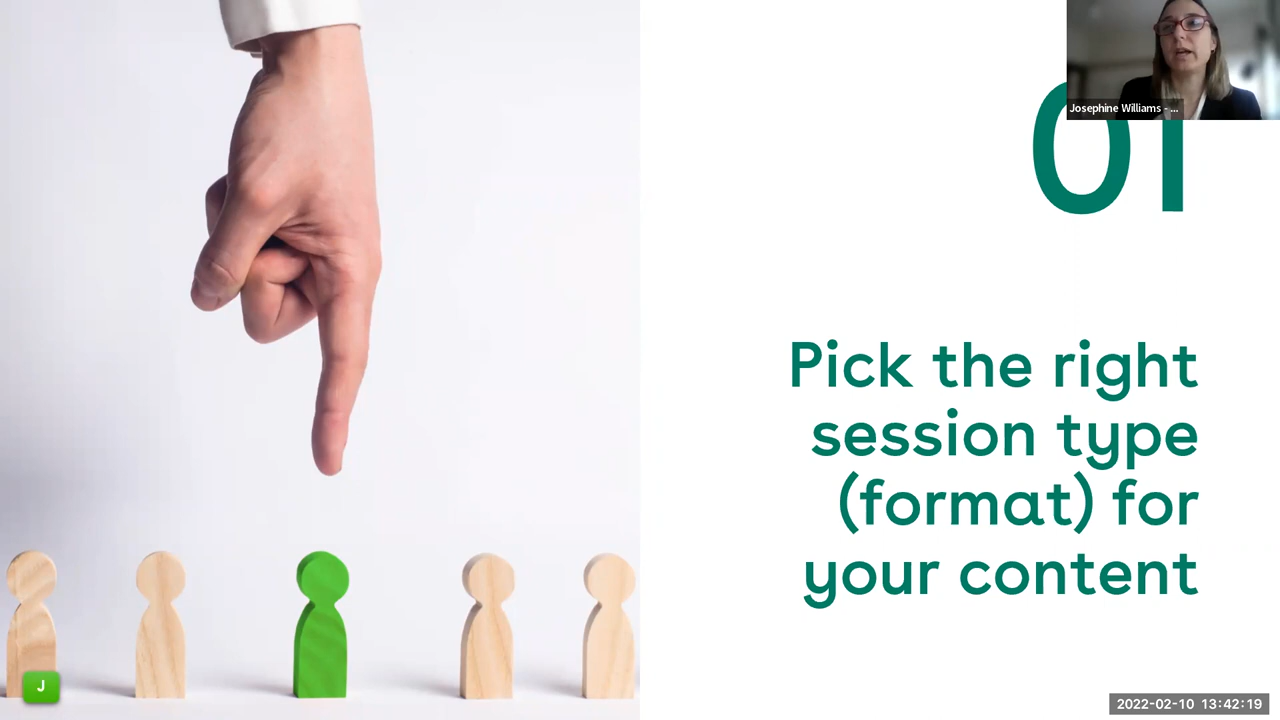 Josephine Williams - ...
01
Pick the right
session type
(format) for
your content
J
2022-02-10 13:42:19